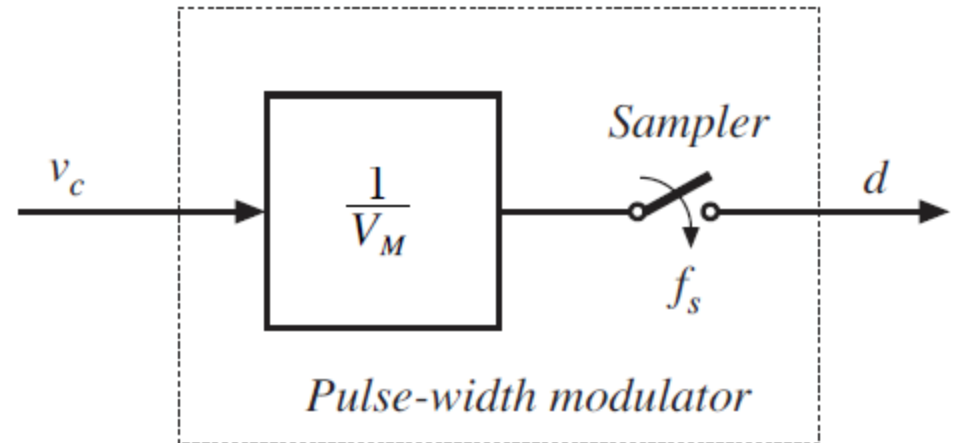 Sampler
v_c
1
V_M
d
f_s
Pulse-width modulator